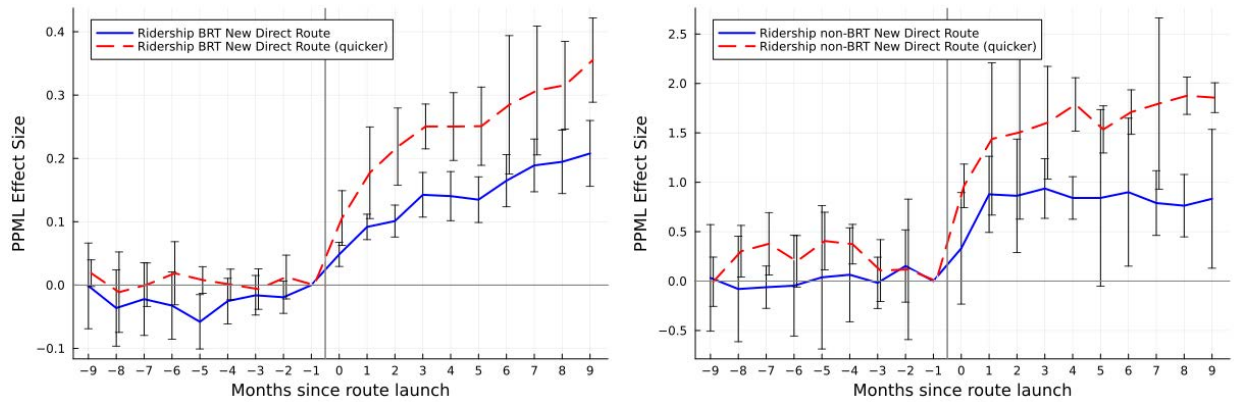 Ridership BRT New Direct Route
Ridership BRT New Direct Route (quicker)
PPML Effect Size
0.4
0.3
0.2
0.1
0.0
−0.1
−9 −8 −7 −6 −5 −4 −3 −2 −1 0 1 2 3 4 5 6 7 8 9
Months since route launch
Ridership non-BRT New Direct Route
Ridership non-BRT New Direct Route (quicker)
PPML Effect Size
2.5
2.0
1.5
1.0
0.5
0.0
−0.5
−9 −8 −7 −6 −5 −4 −3 −2 −1 0 1 2 3 4 5 6 7 8 9
Months since route launch